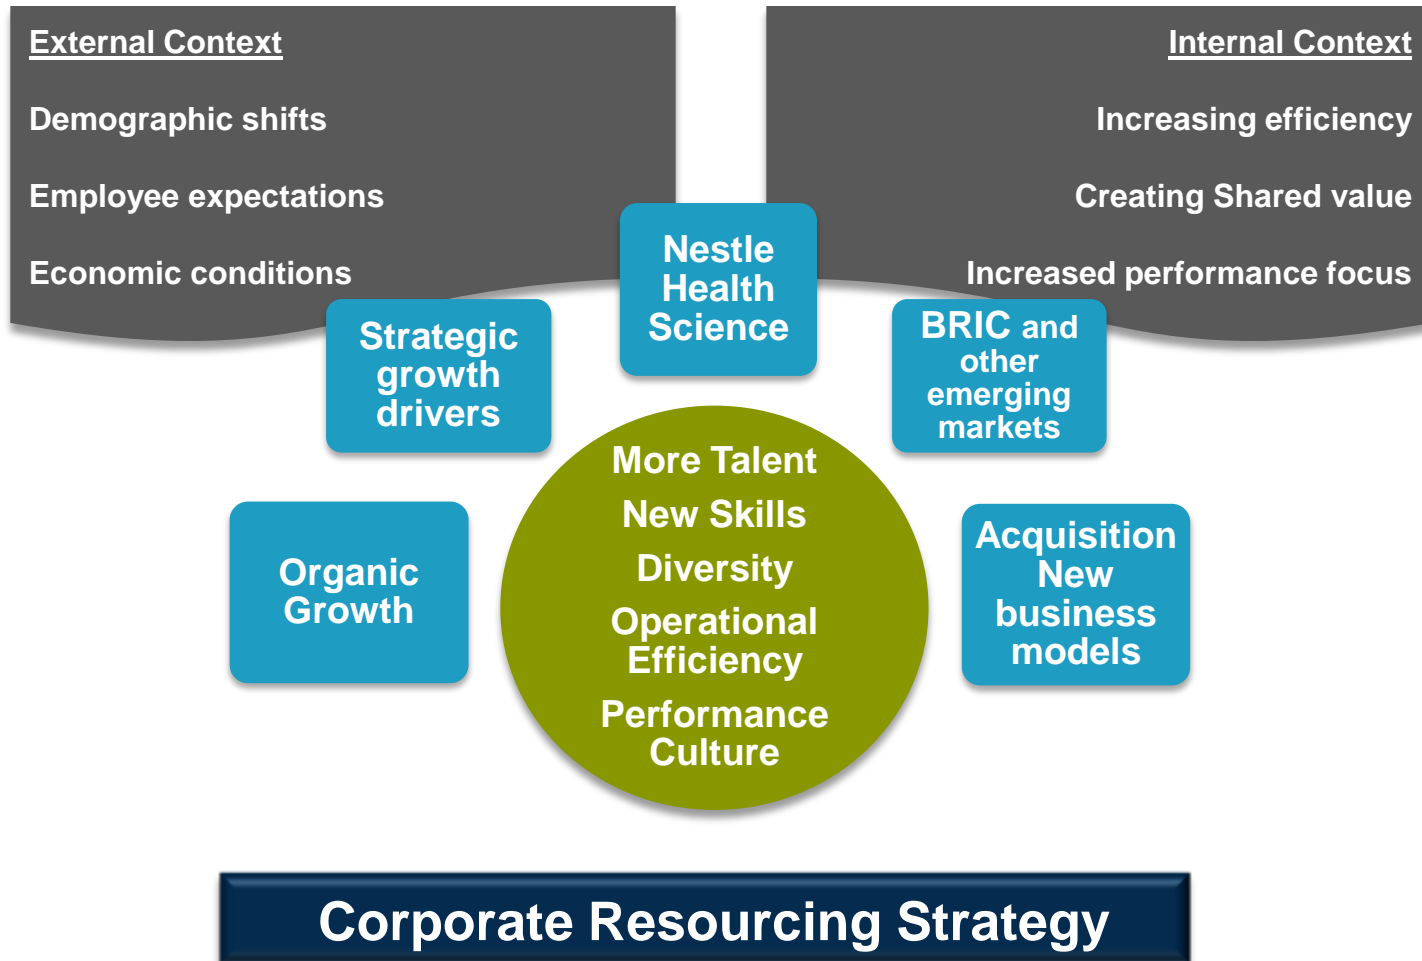 External Context
Demographic shifts
Employee expectations
Economic conditions
Internal Context
Increasing efficiency
Creating Shared value
Increased performance focus
Nestle
Health
Science
Strategic
growth
drivers
BRIC and
other
emerging
markets
Organic
Growth
More Talent
New Skills
Diversity
Operational
Efficiency
Performance
Culture
Acquisition
New
business
models
Corporate Resourcing Strategy